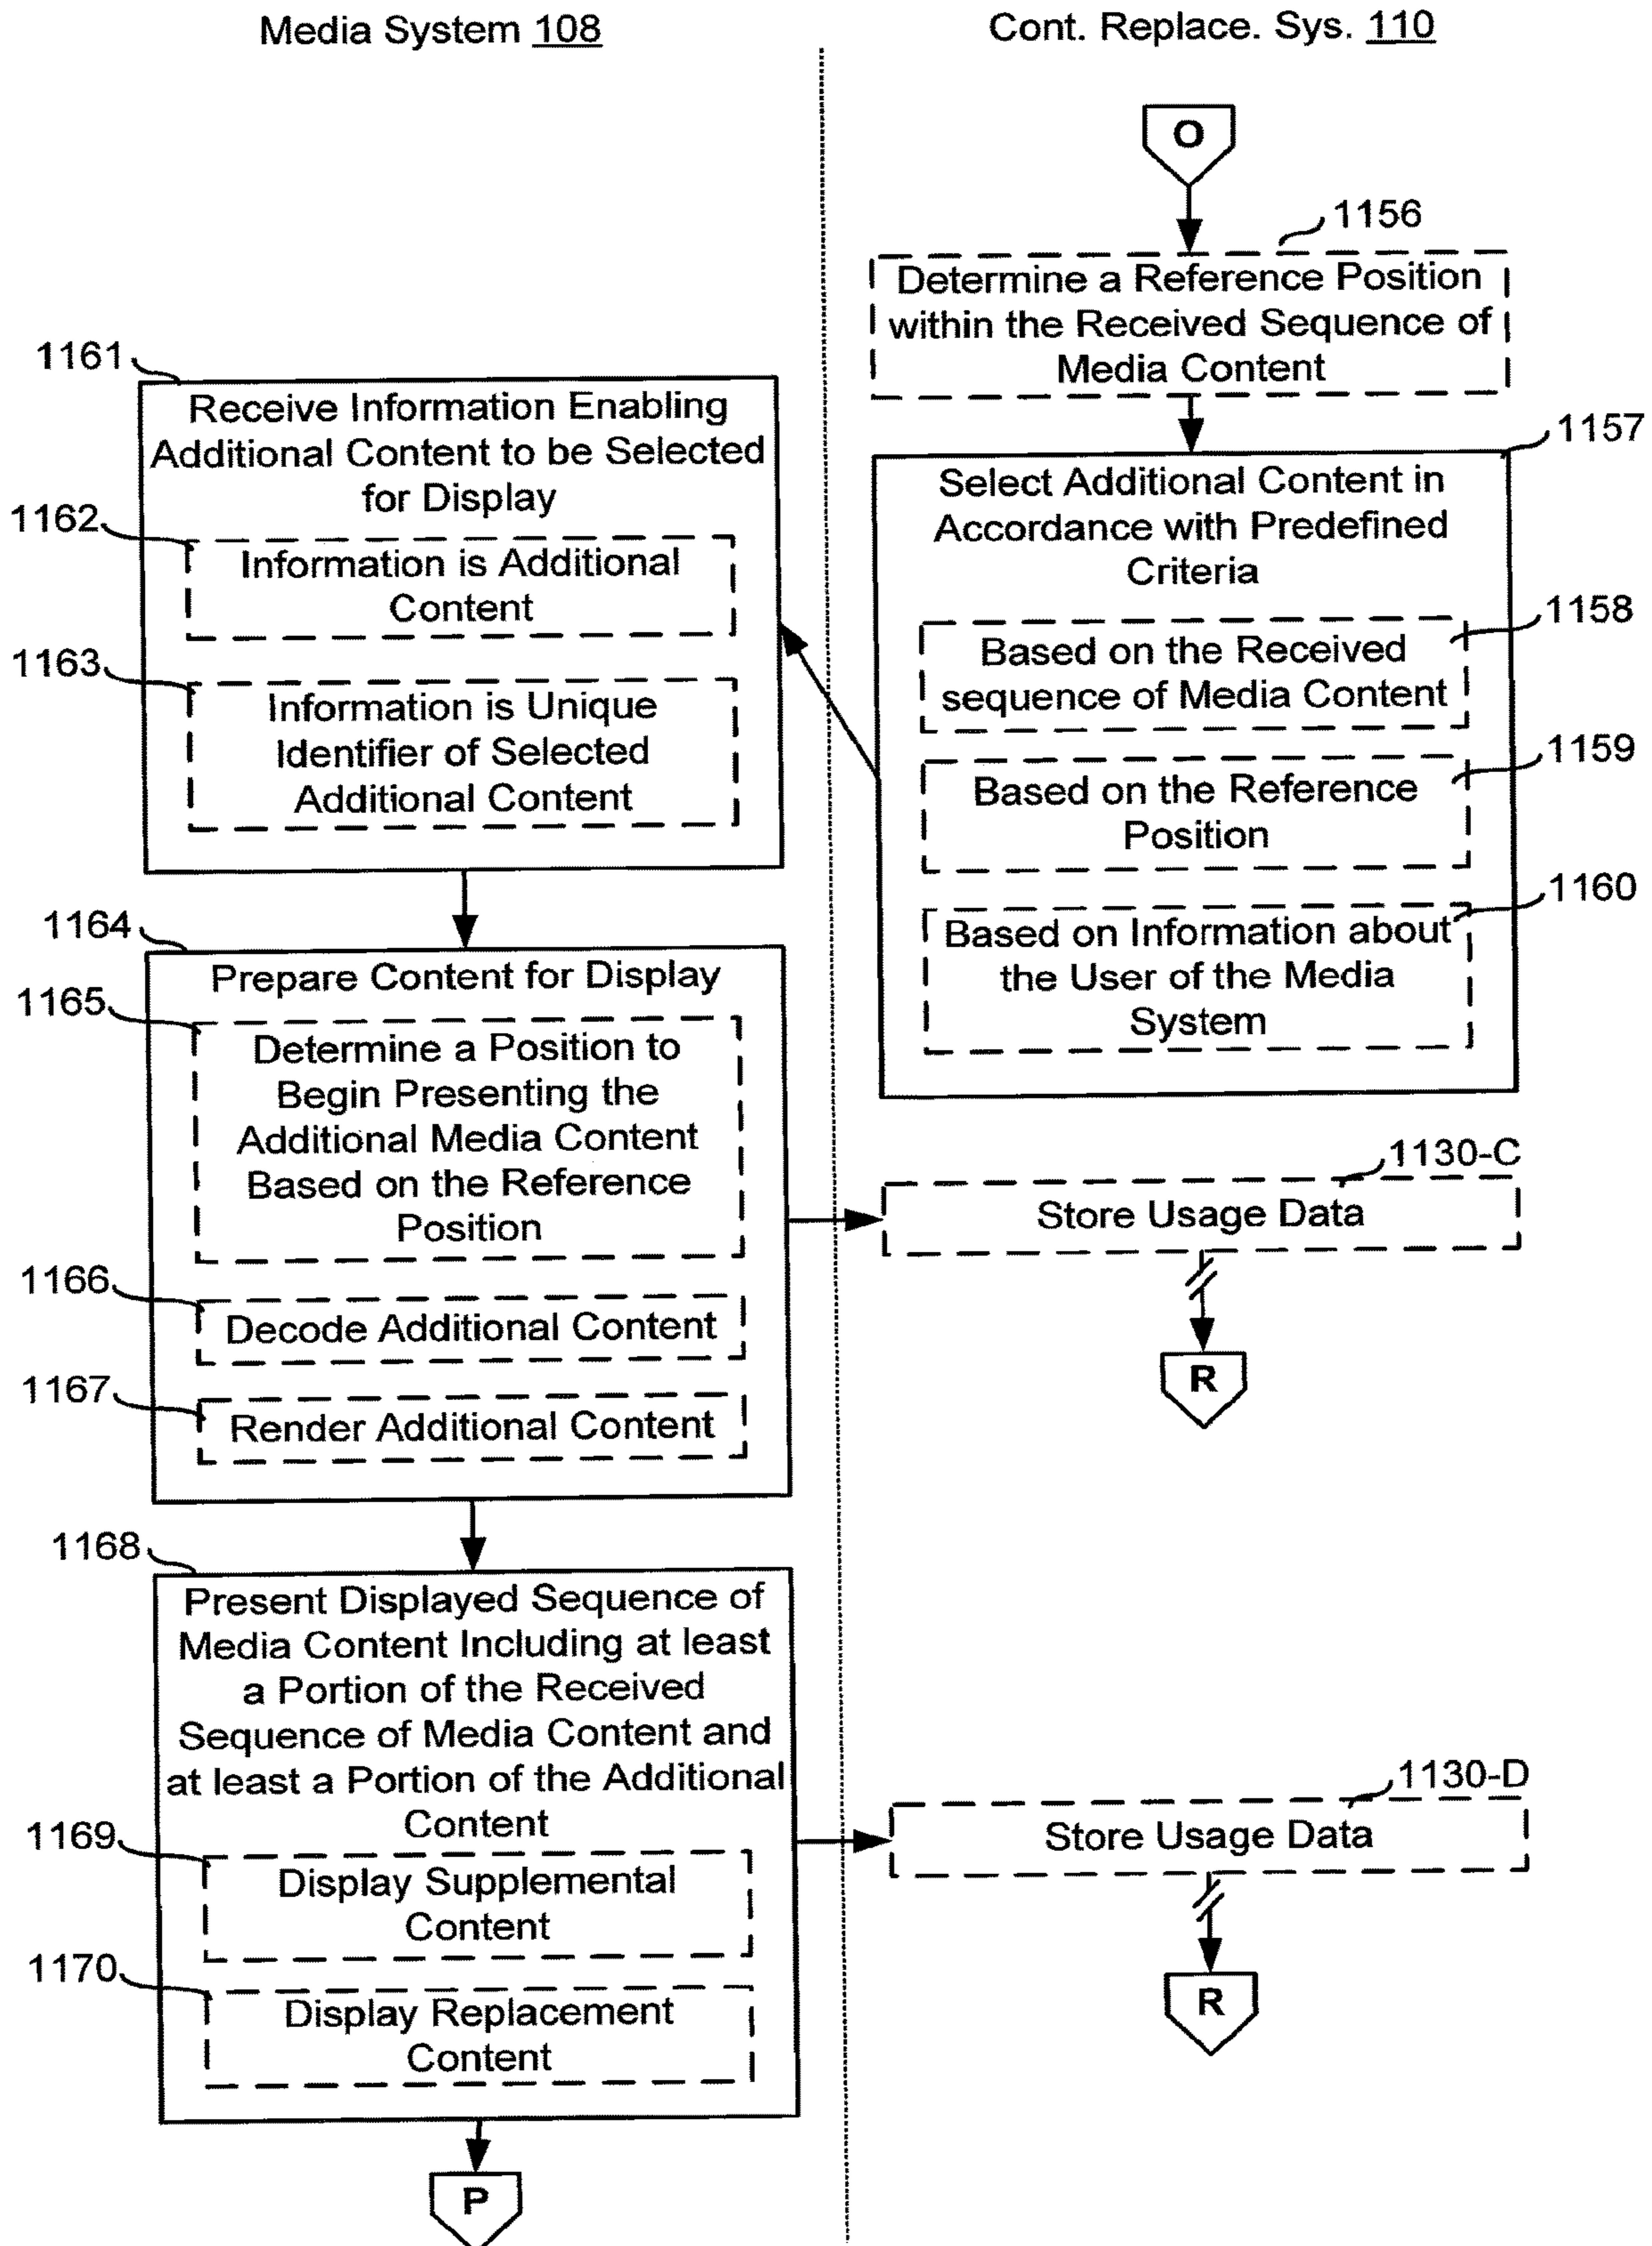 Media System 108
Cont. Replace. Sys. 110
O
1156
Determine a Reference Position
within the Received Sequence of
Media Content
1157
Select Additional Content in
Accordance with Predefined
Criteria
1158
Based on the Received
sequence of Media Content
1159
Based on the Reference
Position
1160
Based on Information about
the User of the Media
System
1161
Receive Information Enabling
Additional Content to be Selected
for Display
1162
Information is Additional
Content
1163
Information is Unique
Identifier of Selected
Additional Content
1164
Prepare Content for Display
1165
Determine a Position to
Begin Presenting the
Additional Media Content
Based on the Reference
Position
1166
Decode Additional Content
1167
Render Additional Content
1130-C
Store Usage Data
R
1168
Present Displayed Sequence of
Media Content Including at least
a Portion of the Received
Sequence of Media Content and
at least a Portion of the Additional
Content
1169
Display Supplemental
Content
1170
Display Replacement
Content
1130-D
Store Usage Data
R
P